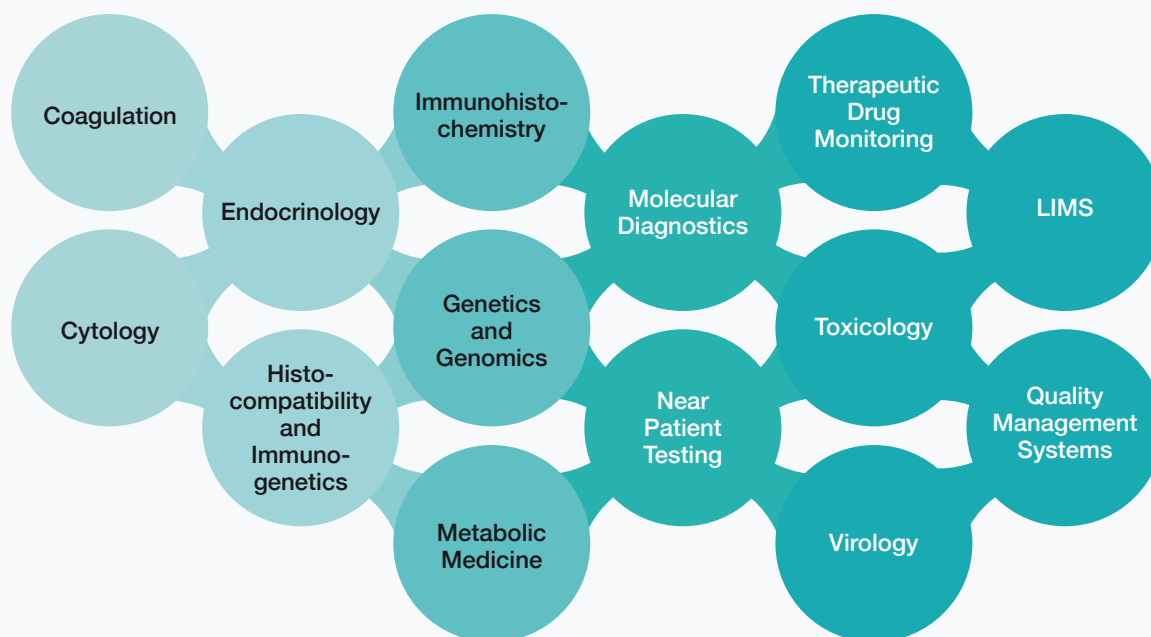 Coagulation
Cytology
Endocrinology
Histo-
compatibility
and
Immuno-
genetics
Immunohisto-
chemistry
Genetics
and
Genomics
Metabolic
Medicine
Molecular
Diagnostics
Near
Patient
Testing
Therapeutic
Drug
Monitoring
Toxicology
Virology
LIMS
Quality
Management
Systems